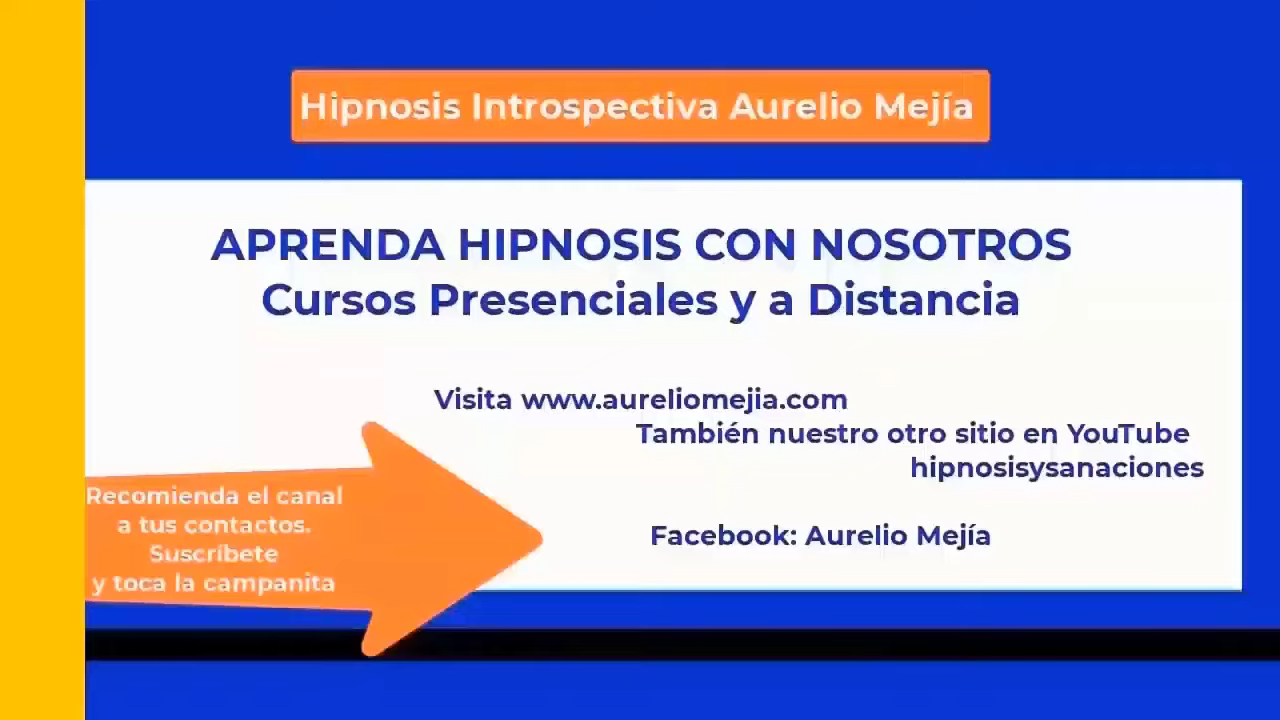 Hipnosis Introspectiva Aurelio Mejía
APRENDA HIPNOSIS CON NOSOTROS
Cursos Presenciales y a Distancia
Visita www.aureliomejia.com
También nuestro otro sitio en YouTube
hipnosisysanaciones
Facebook: Aurelio Mejía
Recomienda el canal
a tus contactos.
Suscríbete
y toca la campanita